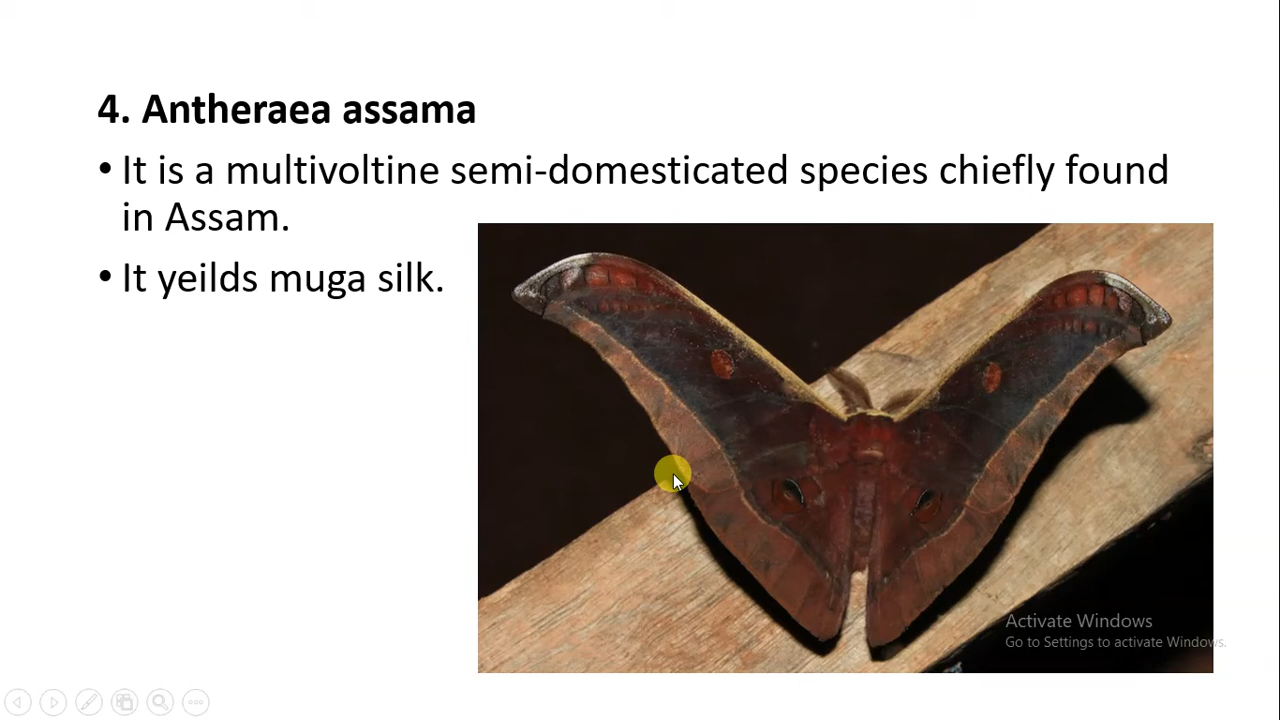 4. Antheraea assama
• It is a multivoltine semi-domesticated species chiefly found
in Assam.
• It yeilds muga silk.
Activate Windows
Go to Settings to activate Windows.